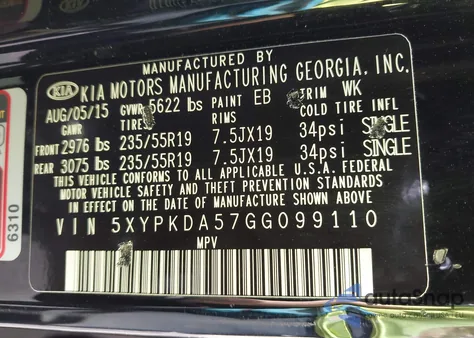 MANUFACTURED BY
KIA KIA MOTORS MANUFACTURING GEORGIA, INC.
AUG/05/15 GVWR 5622 lbs PAINT EB TRIM WK
GAWR TIRES RIMS COLD TIRE INFL
FRONT 2976 lbs 235/55R19 7.5JX19 34psi SINGLE
REAR 3075 lbs 235/55R19 7.5JX19 34psi SINGLE
THIS VEHICLE CONFORMS TO ALL APPLICABLE U.S.A. FEDERAL
MOTOR VEHICLE SAFETY AND THEFT PREVENTION STANDARDS
IN EFFECT ON THE DATE OF MANUFACTURE SHOWN ABOVE.
VIN 5XYPKDA57GG099110
MPV
6310
autoSnap